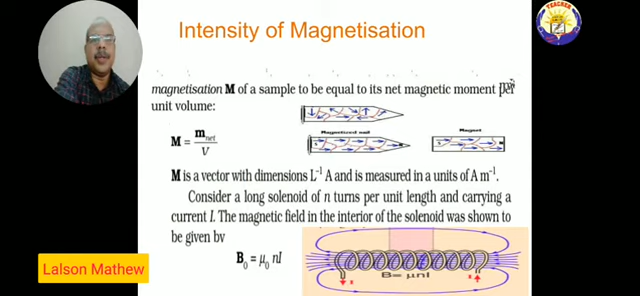 Intensity of Magnetisation
TEACHER
magnetisation M of a sample to be equal to its net magnetic moment per
unit volume:
Magnetized nail
Magnet
S
S
M = m_net / V
M is a vector with dimensions L⁻¹ A and is measured in a units of A m⁻¹.
Consider a long solenoid of n turns per unit length and carrying a
current I. The magnetic field in the interior of the solenoid was shown to
be given by
B₀ = μ₀ nI
B= μnI
Lalson Mathew